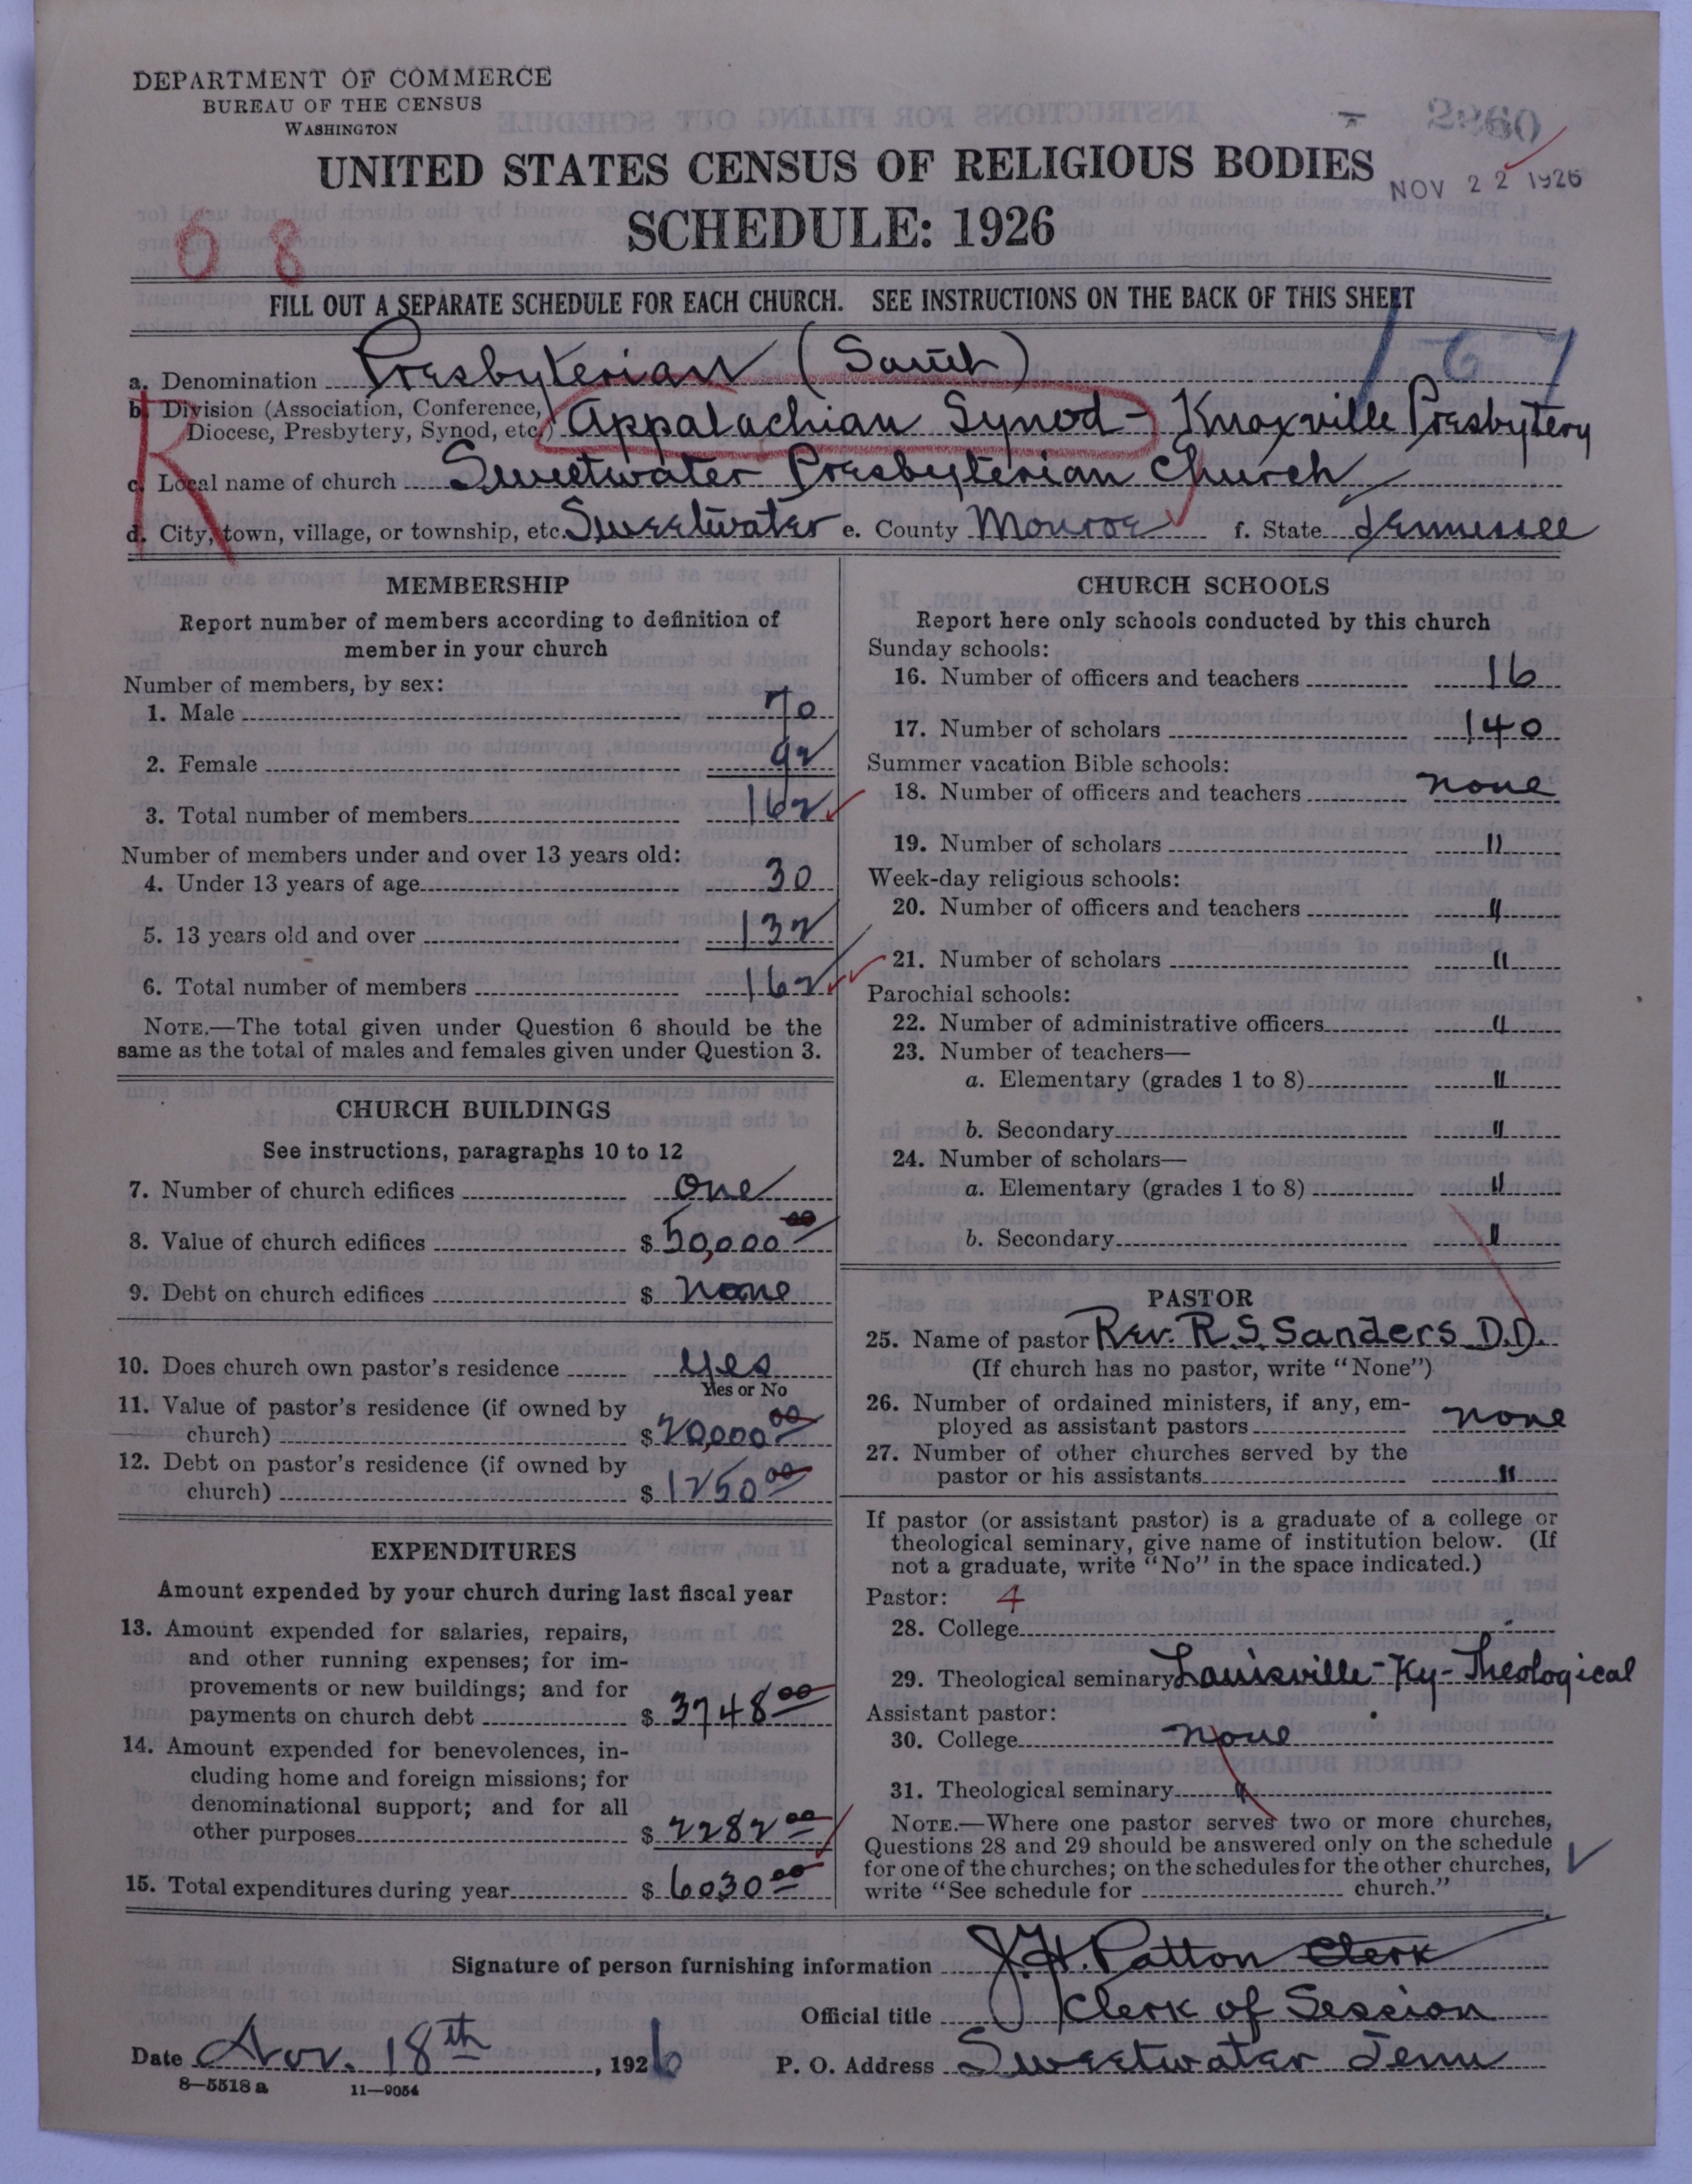 DEPARTMENT OF COMMERCE
BUREAU OF THE CENSUS
WASHINGTON
2260
UNITED STATES CENSUS OF RELIGIOUS BODIES
NOV 22 1926
SCHEDULE: 1926
68
FILL OUT A SEPARATE SCHEDULE FOR EACH CHURCH. SEE INSTRUCTIONS ON THE BACK OF THIS SHEET
167
a. Denomination Presbyterian (South)
b. Division (Association, Conference, Diocese, Presbytery, Synod, etc.) Appalachian Synod - Knoxville Presbytery
R
c. Local name of church Sweetwater Presbyterian Church
d. City, town, village, or township, etc. Sweetwater e. County Monroe f. State Tennessee
MEMBERSHIP
Report number of members according to definition of
member in your church
Number of members, by sex:
1. Male 70
2. Female 92
3. Total number of members 162
Number of members under and over 13 years old:
4. Under 13 years of age 30
5. 13 years old and over 132
6. Total number of members 162
NOTE.—The total given under Question 6 should be the
same as the total of males and females given under Question 3.
CHURCH BUILDINGS
See instructions, paragraphs 10 to 12
7. Number of church edifices One
8. Value of church edifices $50,000 00
9. Debt on church edifices $ None
10. Does church own pastor's residence Yes
Yes or No
11. Value of pastor's residence (if owned by
church) $20,000 00
12. Debt on pastor's residence (if owned by
church) $1250 00
EXPENDITURES
Amount expended by your church during last fiscal year
13. Amount expended for salaries, repairs,
and other running expenses; for im-
provements or new buildings; and for
payments on church debt $3748 00
14. Amount expended for benevolences, in-
cluding home and foreign missions; for
denominational support; and for all
other purposes $2282 00
15. Total expenditures during year $6030 00
CHURCH SCHOOLS
Report here only schools conducted by this church
Sunday schools:
16. Number of officers and teachers 16
17. Number of scholars 140
Summer vacation Bible schools:
18. Number of officers and teachers none
19. Number of scholars "
Week-day religious schools:
20. Number of officers and teachers "
21. Number of scholars "
Parochial schools:
22. Number of administrative officers "
23. Number of teachers—
a. Elementary (grades 1 to 8) "
b. Secondary "
24. Number of scholars—
a. Elementary (grades 1 to 8) "
b. Secondary "
PASTOR
25. Name of pastor Rev. R.S. Sanders D.D.
(If church has no pastor, write "None")
26. Number of ordained ministers, if any, em-
ployed as assistant pastors none
27. Number of other churches served by the
pastor or his assistants "
If pastor (or assistant pastor) is a graduate of a college or
theological seminary, give name of institution below. (If
not a graduate, write "No" in the space indicated.)
Pastor: 4
28. College
29. Theological seminary Louisville - Ky - Theological
Assistant pastor:
30. College none
31. Theological seminary "
NOTE.—Where one pastor serves two or more churches,
Questions 28 and 29 should be answered only on the schedule
for one of the churches; on the schedules for the other churches,
write "See schedule for church."
Signature of person furnishing information J.H. Patton Clerk
Official title Clerk of Session
Date Nov. 18th, 1926 P. O. Address Sweetwater Tenn
8—5518 a 11—9054